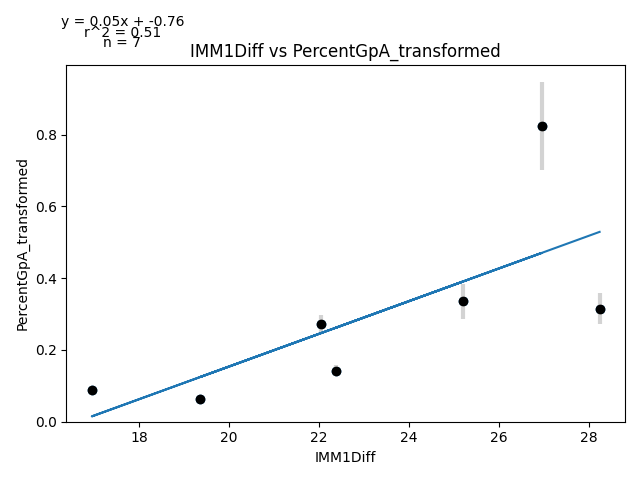 y = 0.05x + -0.76
r^2 = 0.51
n = 7
IMM1Diff vs PercentGpA_transformed
PercentGpA_transformed
0.8
0.6
0.4
0.2
0.0
18 20 22 24 26 28
IMM1Diff